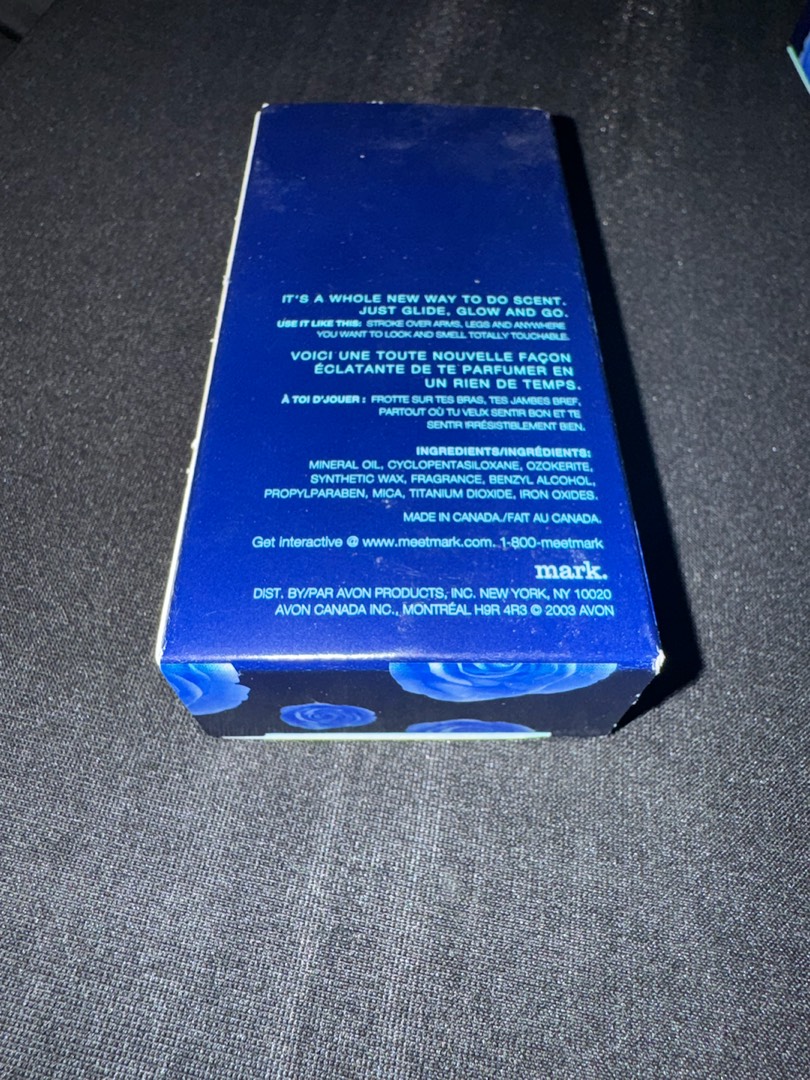 IT'S A WHOLE NEW WAY TO DO SCENT.
JUST GLIDE, GLOW AND GO.
USE IT LIKE THIS: STROKE OVER ARMS, LEGS AND ANYWHERE
YOU WANT TO LOOK AND SMELL TOTALLY TOUCHABLE.
VOICI UNE TOUTE NOUVELLE FAÇON
ÉCLATANTE DE TE PARFUMER EN
UN RIEN DE TEMPS.
À TOI D'JOUER : FROTTE SUR TES BRAS, TES JAMBES BREF,
PARTOUT OÙ TU VEUX SENTIR BON ET TE
SENTIR IRRÉSISTIBLEMENT BIEN.
INGREDIENTS/INGRÉDIENTS:
MINERAL OIL, CYCLOPENTASILOXANE, OZOKERITE,
SYNTHETIC WAX, FRAGRANCE, BENZYL ALCOHOL,
PROPYLPARABEN, MICA, TITANIUM DIOXIDE, IRON OXIDES.
MADE IN CANADA./FAIT AU CANADA.
Get interactive @ www.meetmark.com. 1-800-meetmark
mark.
DIST. BY/PAR AVON PRODUCTS, INC. NEW YORK, NY 10020
AVON CANADA INC., MONTRÉAL H9R 4R3 © 2003 AVON